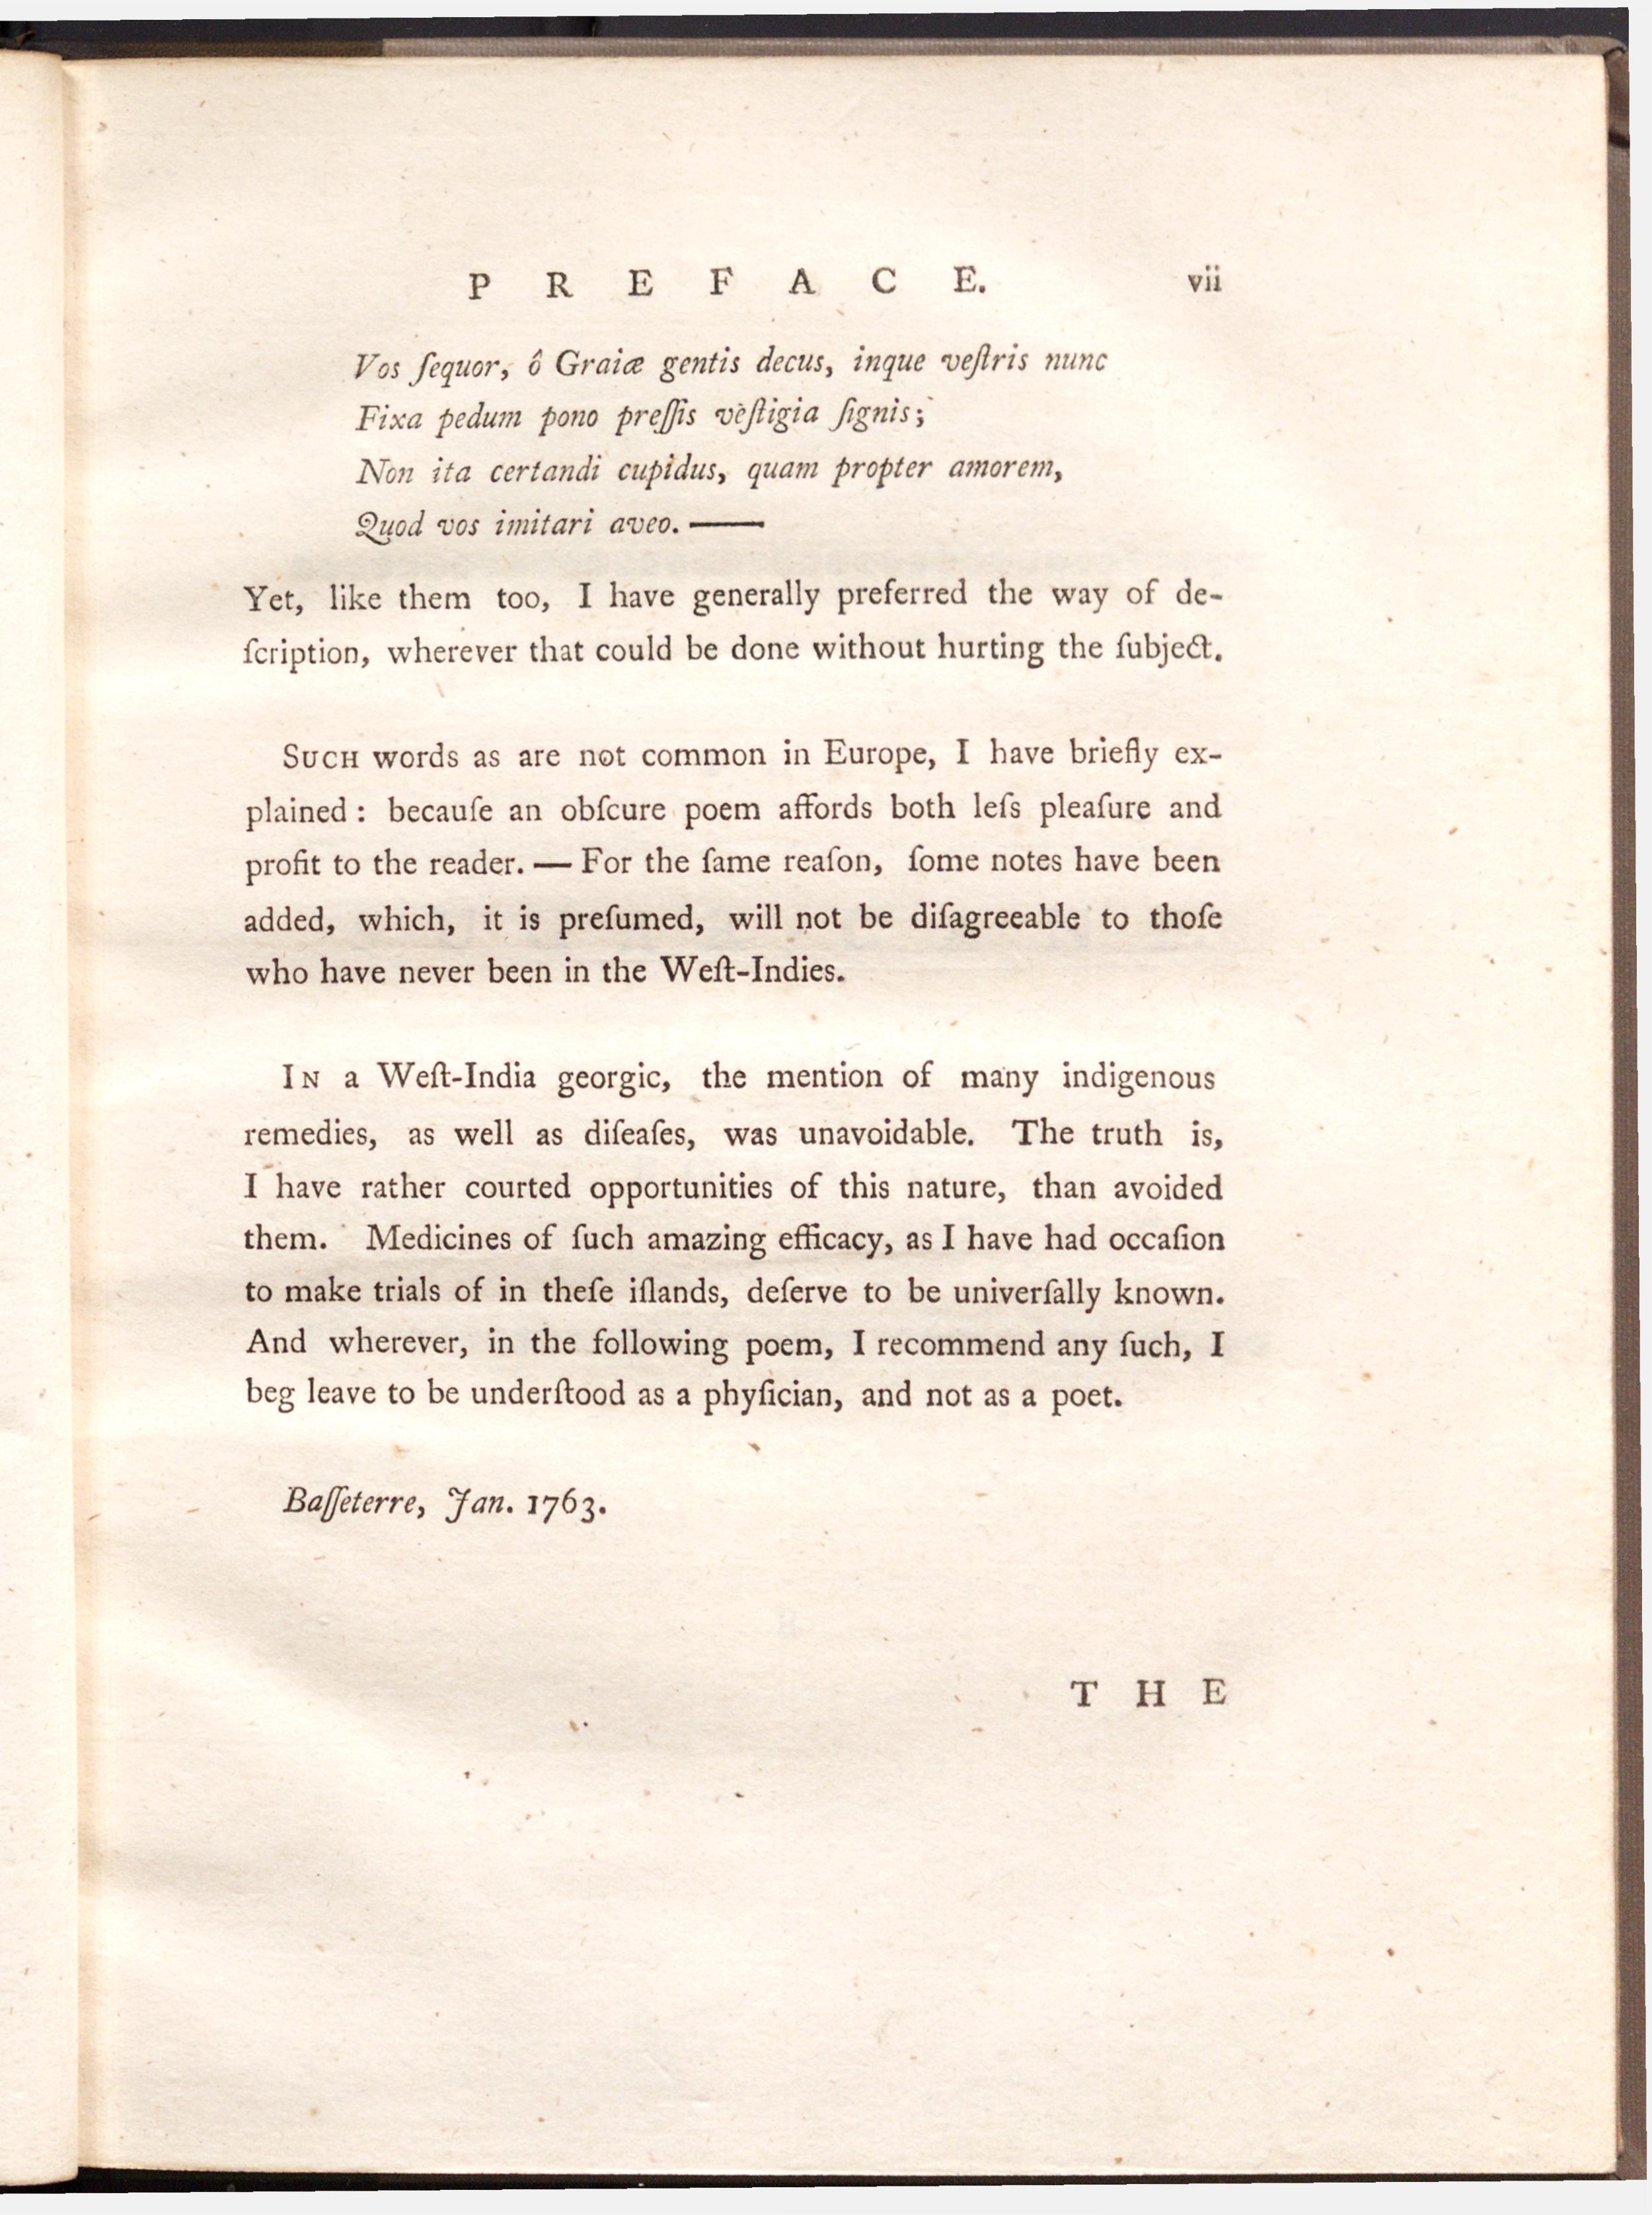 P R E F A C E. vii
Vos ſequor, ô Graiæ gentis decus, inque veſtris nunc
Fixa pedum pono preſſis veſtigia ſignis;
Non ita certandi cupidus, quam propter amorem,
Quod vos imitari aveo. ——
Yet, like them too, I have generally preferred the way of de-
ſcription, wherever that could be done without hurting the ſubject.
SUCH words as are not common in Europe, I have briefly ex-
plained: becauſe an obſcure poem affords both leſs pleaſure and
profit to the reader. — For the ſame reaſon, ſome notes have been
added, which, it is preſumed, will not be diſagreeable to thoſe
who have never been in the Weſt-Indies.
IN a Weſt-India georgic, the mention of many indigenous
remedies, as well as diſeaſes, was unavoidable. The truth is,
I have rather courted opportunities of this nature, than avoided
them. Medicines of ſuch amazing efficacy, as I have had occaſion
to make trials of in theſe iſlands, deſerve to be univerſally known.
And wherever, in the following poem, I recommend any ſuch, I
beg leave to be underſtood as a phyſician, and not as a poet.
Baſſeterre, Jan. 1763.
T H E